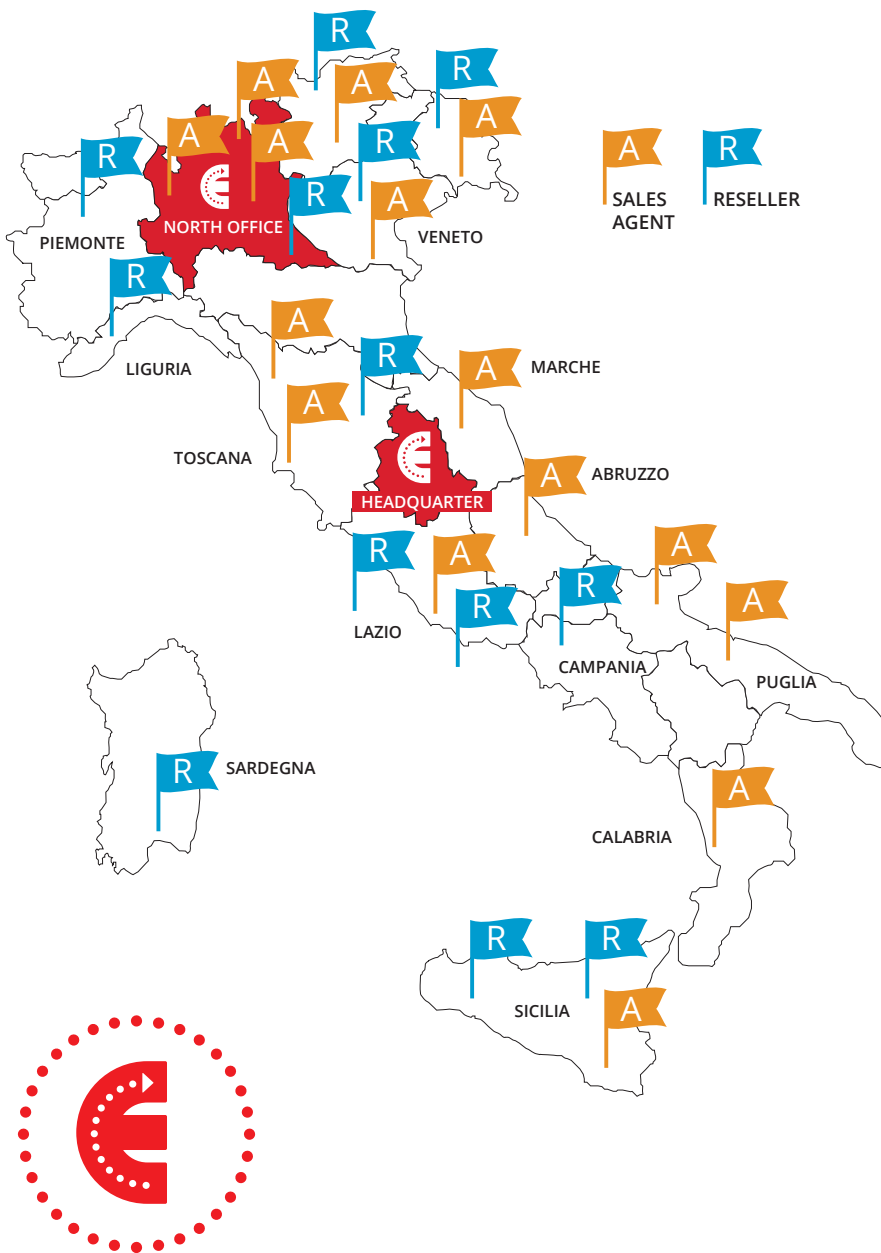 R
A
R
A
A
R
A
A
A
R
R
R
A
A
R
NORTH OFFICE
VENETO
PIEMONTE
SALES
AGENT
RESELLER
R
A
LIGURIA
R
A
MARCHE
A
TOSCANA
A
ABRUZZO
HEADQUARTER
R
A
A
R
R
A
LAZIO
CAMPANIA
PUGLIA
R
SARDEGNA
A
CALABRIA
R
R
A
SICILIA